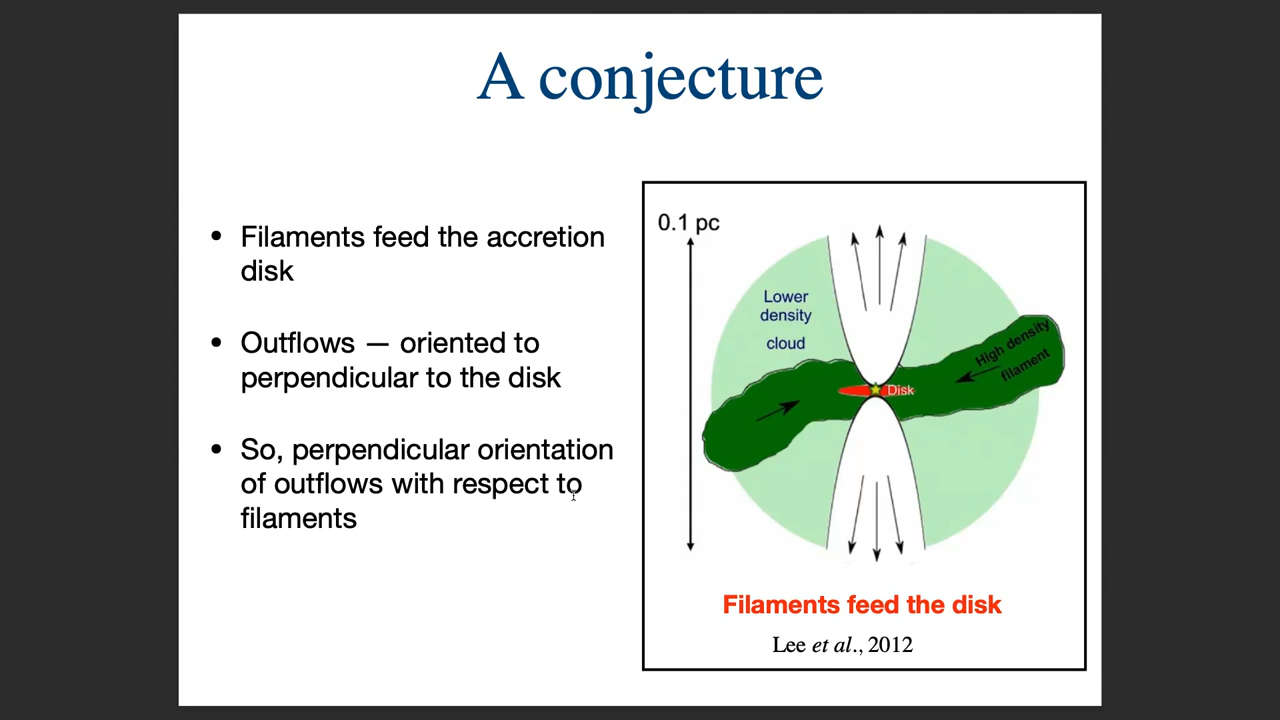 A conjecture
• Filaments feed the accretion
disk
• Outflows — oriented to
perpendicular to the disk
• So, perpendicular orientation
of outflows with respect to
filaments
0.1 pc
Lower
density
cloud
High density
filament
Disk
Filaments feed the disk
Lee et al., 2012